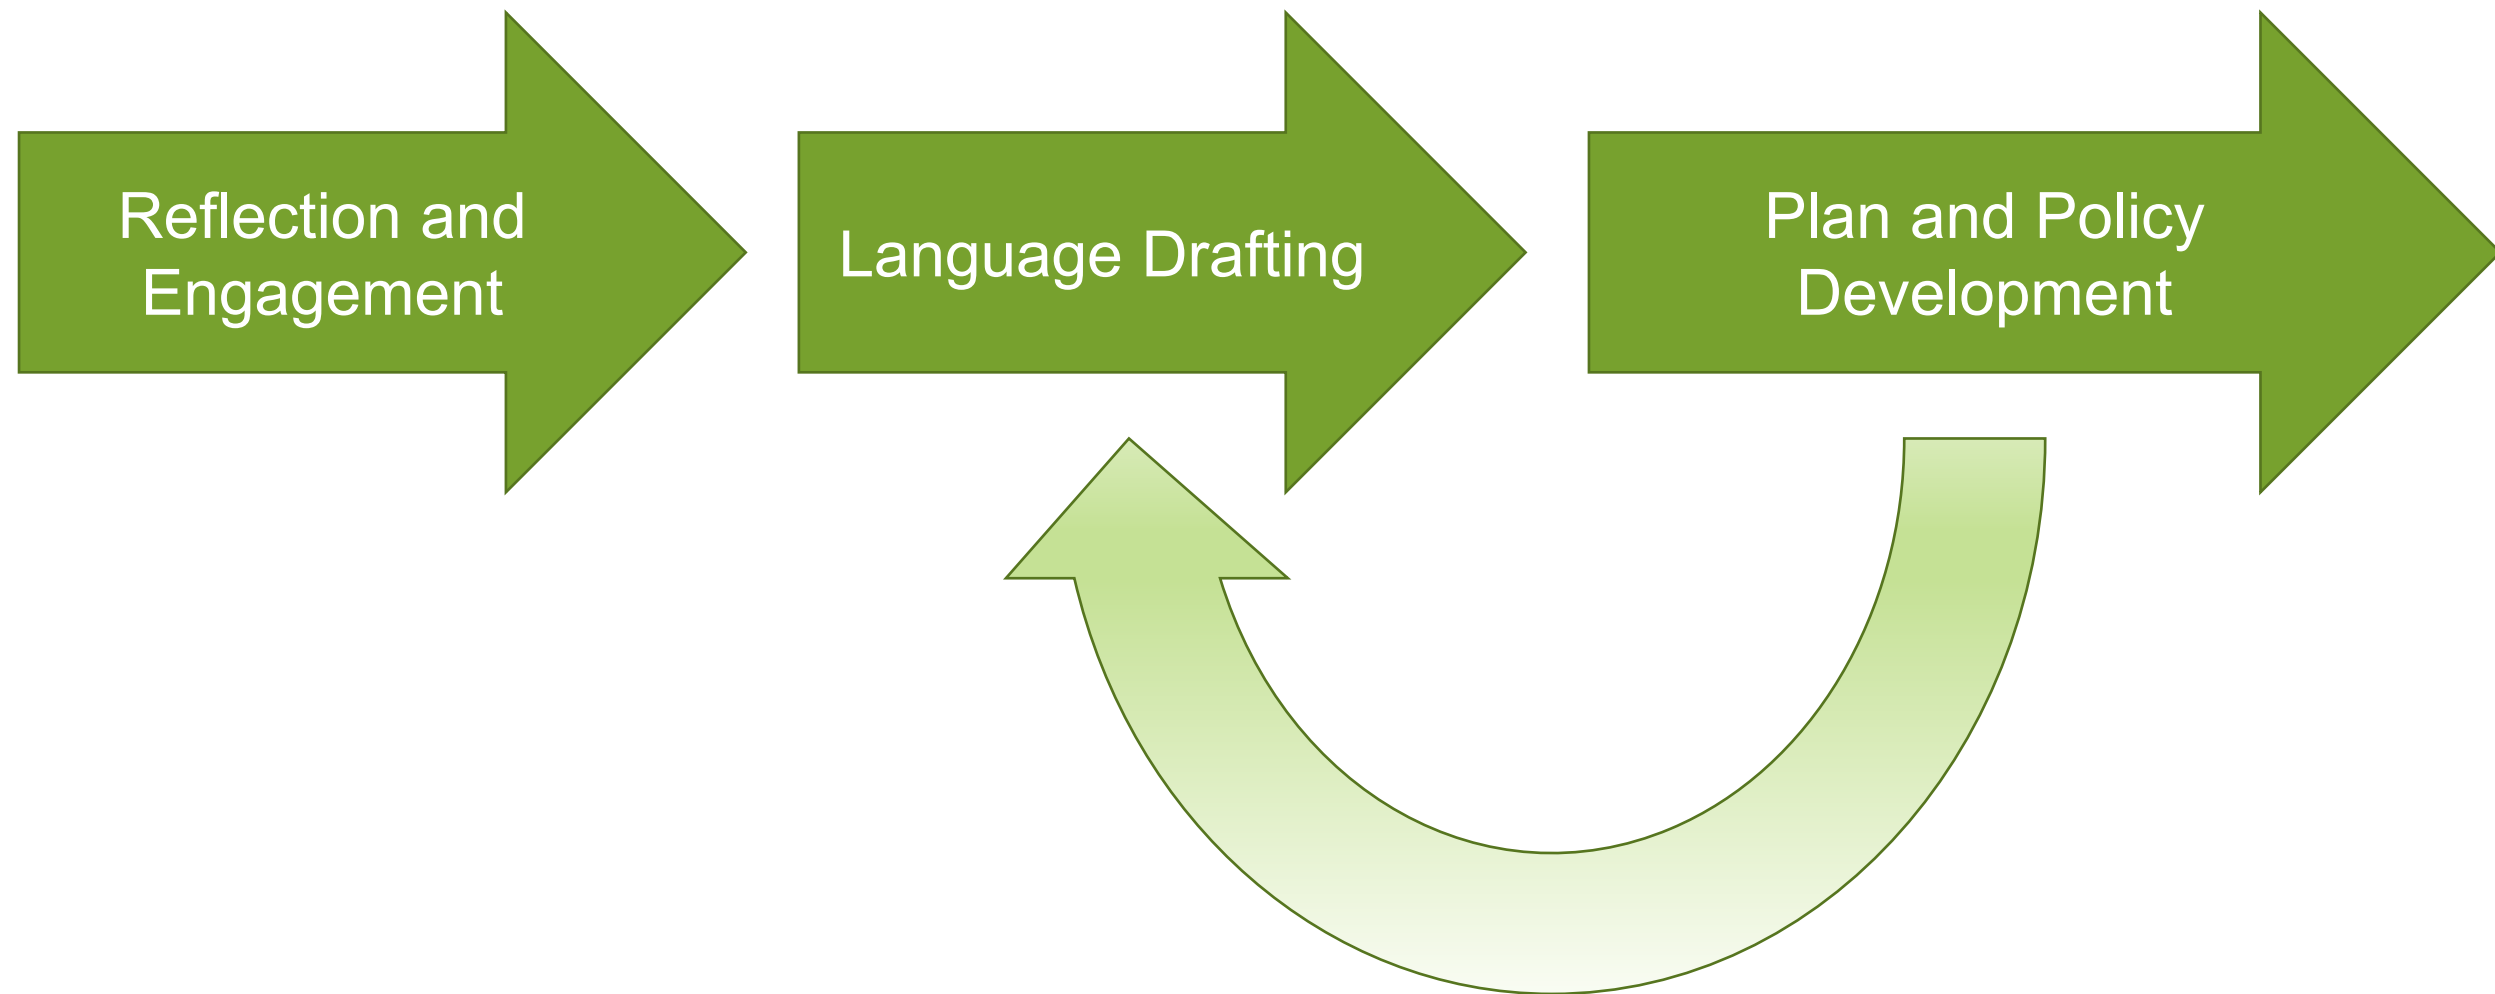 Reflection and
Engagement
Language Drafting
Plan and Policy
Development